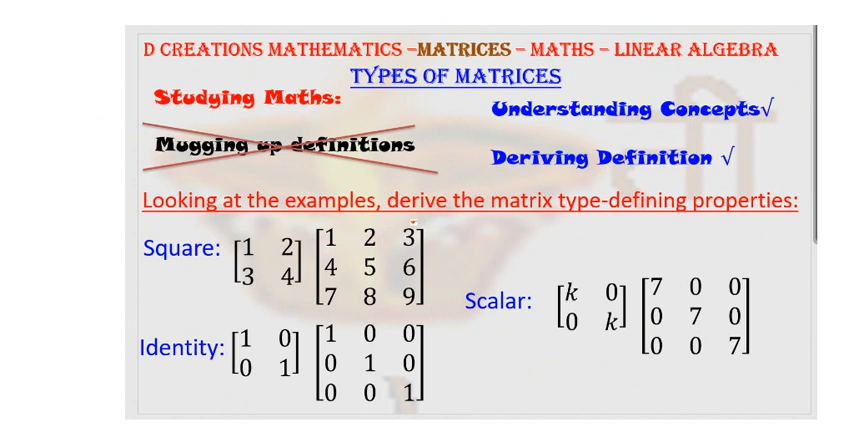 D CREATIONS MATHEMATICS –MATRICES – MATHS – LINEAR ALGEBRA
TYPES OF MATRICES
Studying Maths:
Understanding Concepts√
Mugging up definitions
Deriving Definition √
Looking at the examples, derive the matrix type-defining properties:
Square: [1 2 3 4] [1 2 3 4 5 6 7 8 9]
Scalar: [k 0 0 k] [7 0 0 0 7 0 0 0 7]
Identity: [1 0 0 1] [1 0 0 0 1 0 0 0 1]